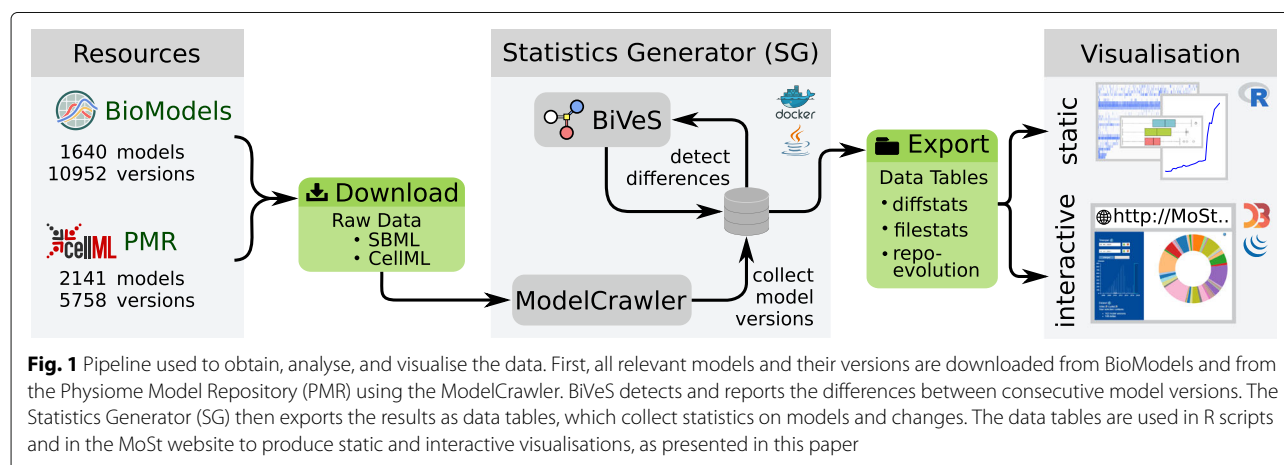 Resources
BioModels
1640 models
10952 versions
cellML PMR
2141 models
5758 versions
Download
Raw Data
• SBML
• CellML
Statistics Generator (SG)
BiVeS
docker
Java
detect
differences
ModelCrawler
collect
model
versions
Export
Data Tables
• diffstats
• filestats
• repo-
evolution
Visualisation
static
R
interactive
http://MoSt..
D3
Fig. 1 Pipeline used to obtain, analyse, and visualise the data. First, all relevant models and their versions are downloaded from BioModels and from
the Physiome Model Repository (PMR) using the ModelCrawler. BiVeS detects and reports the differences between consecutive model versions. The
Statistics Generator (SG) then exports the results as data tables, which collect statistics on models and changes. The data tables are used in R scripts
and in the MoSt website to produce static and interactive visualisations, as presented in this paper